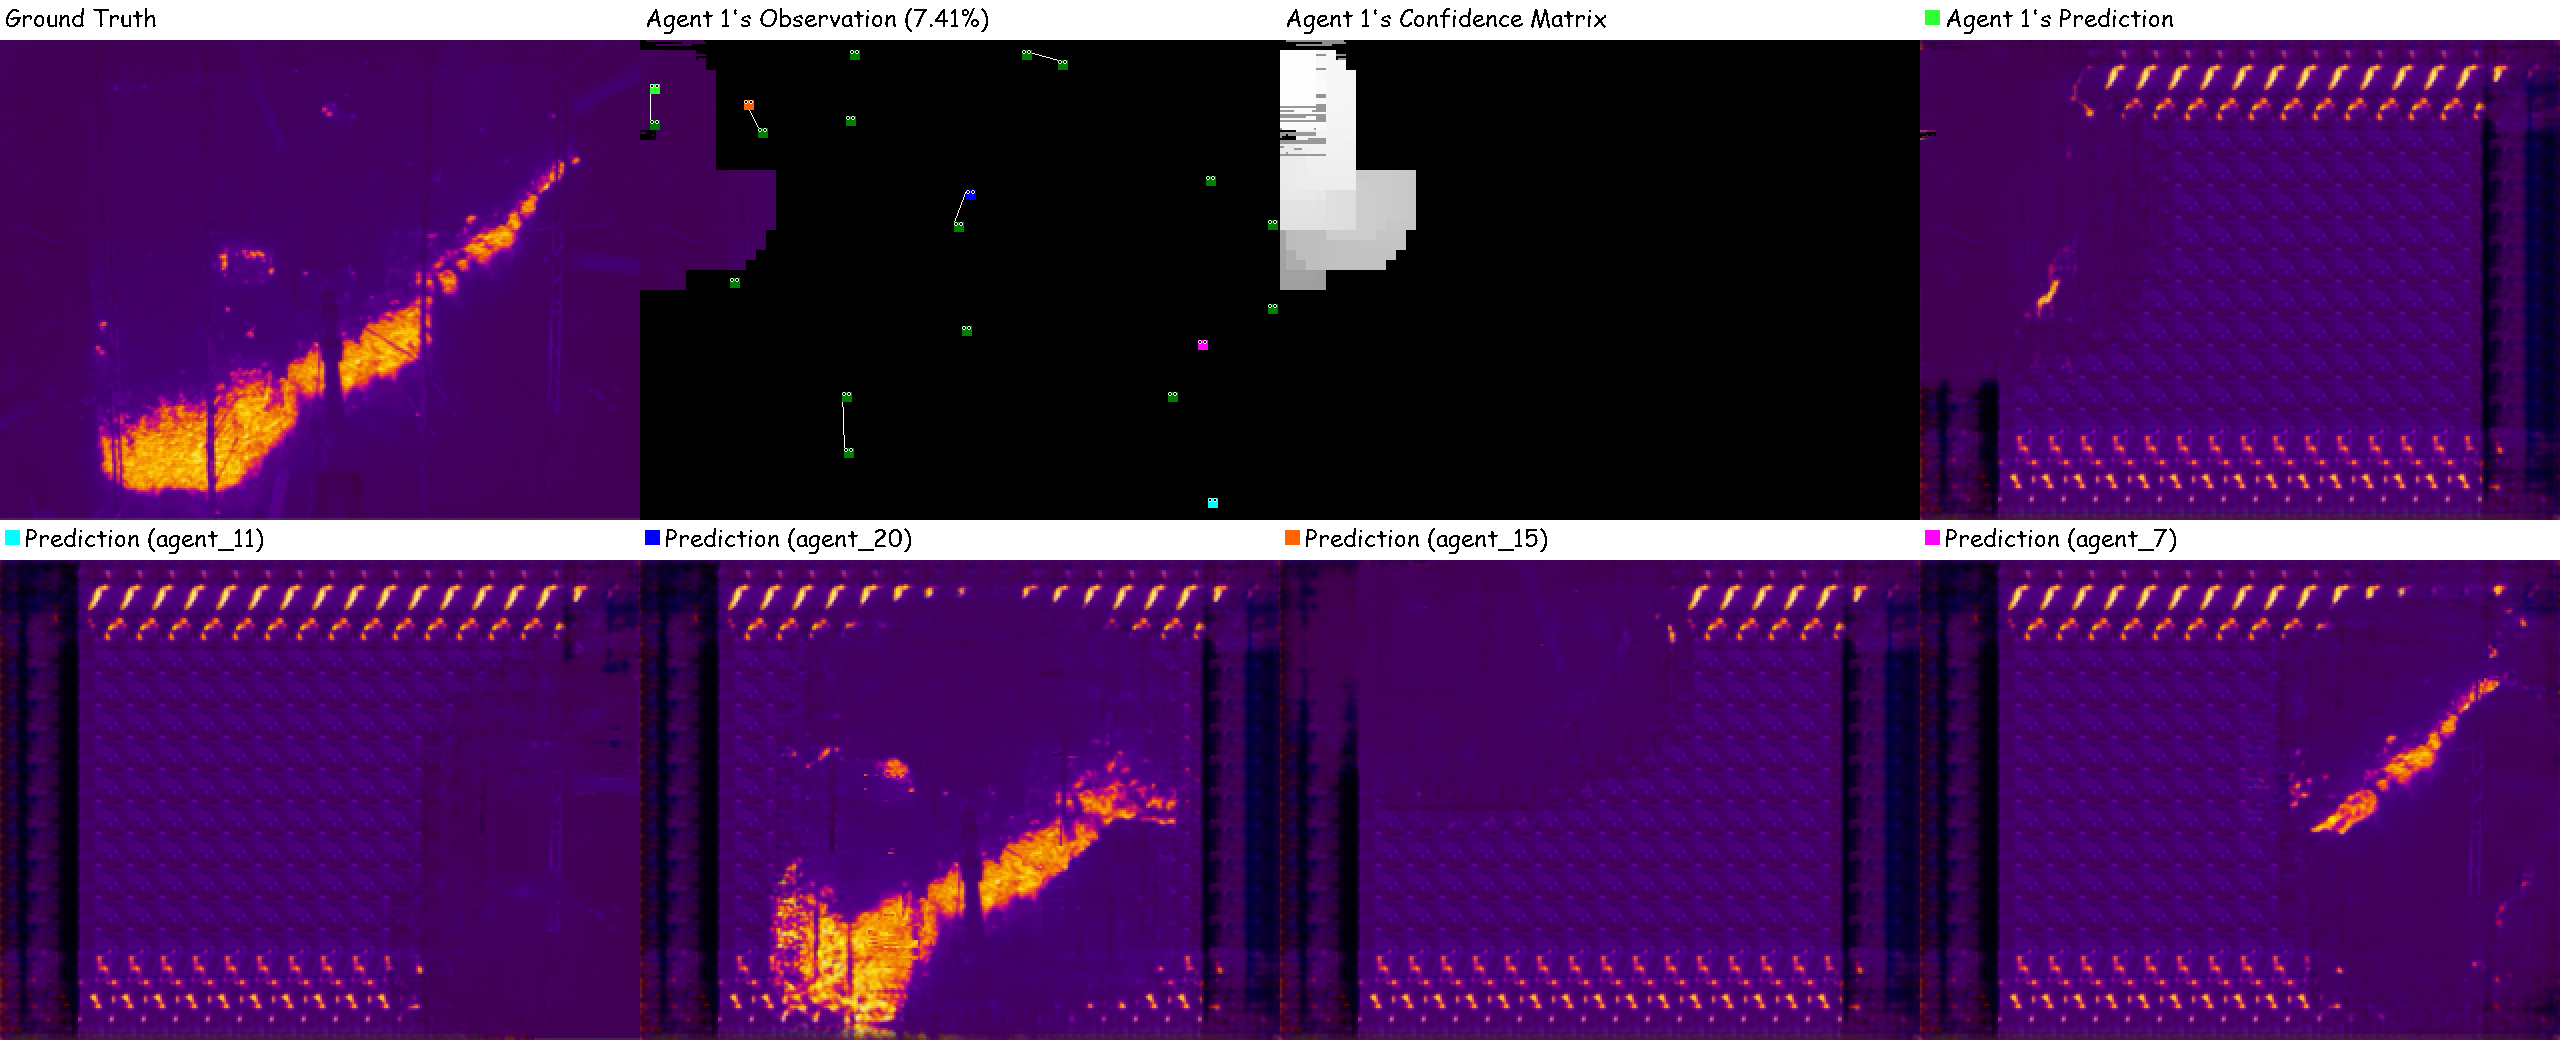 Ground Truth
Agent 1's Observation (7.41%)
Agent 1's Confidence Matrix
Agent 1's Prediction
Prediction (agent_11)
Prediction (agent_20)
Prediction (agent_15)
Prediction (agent_7)